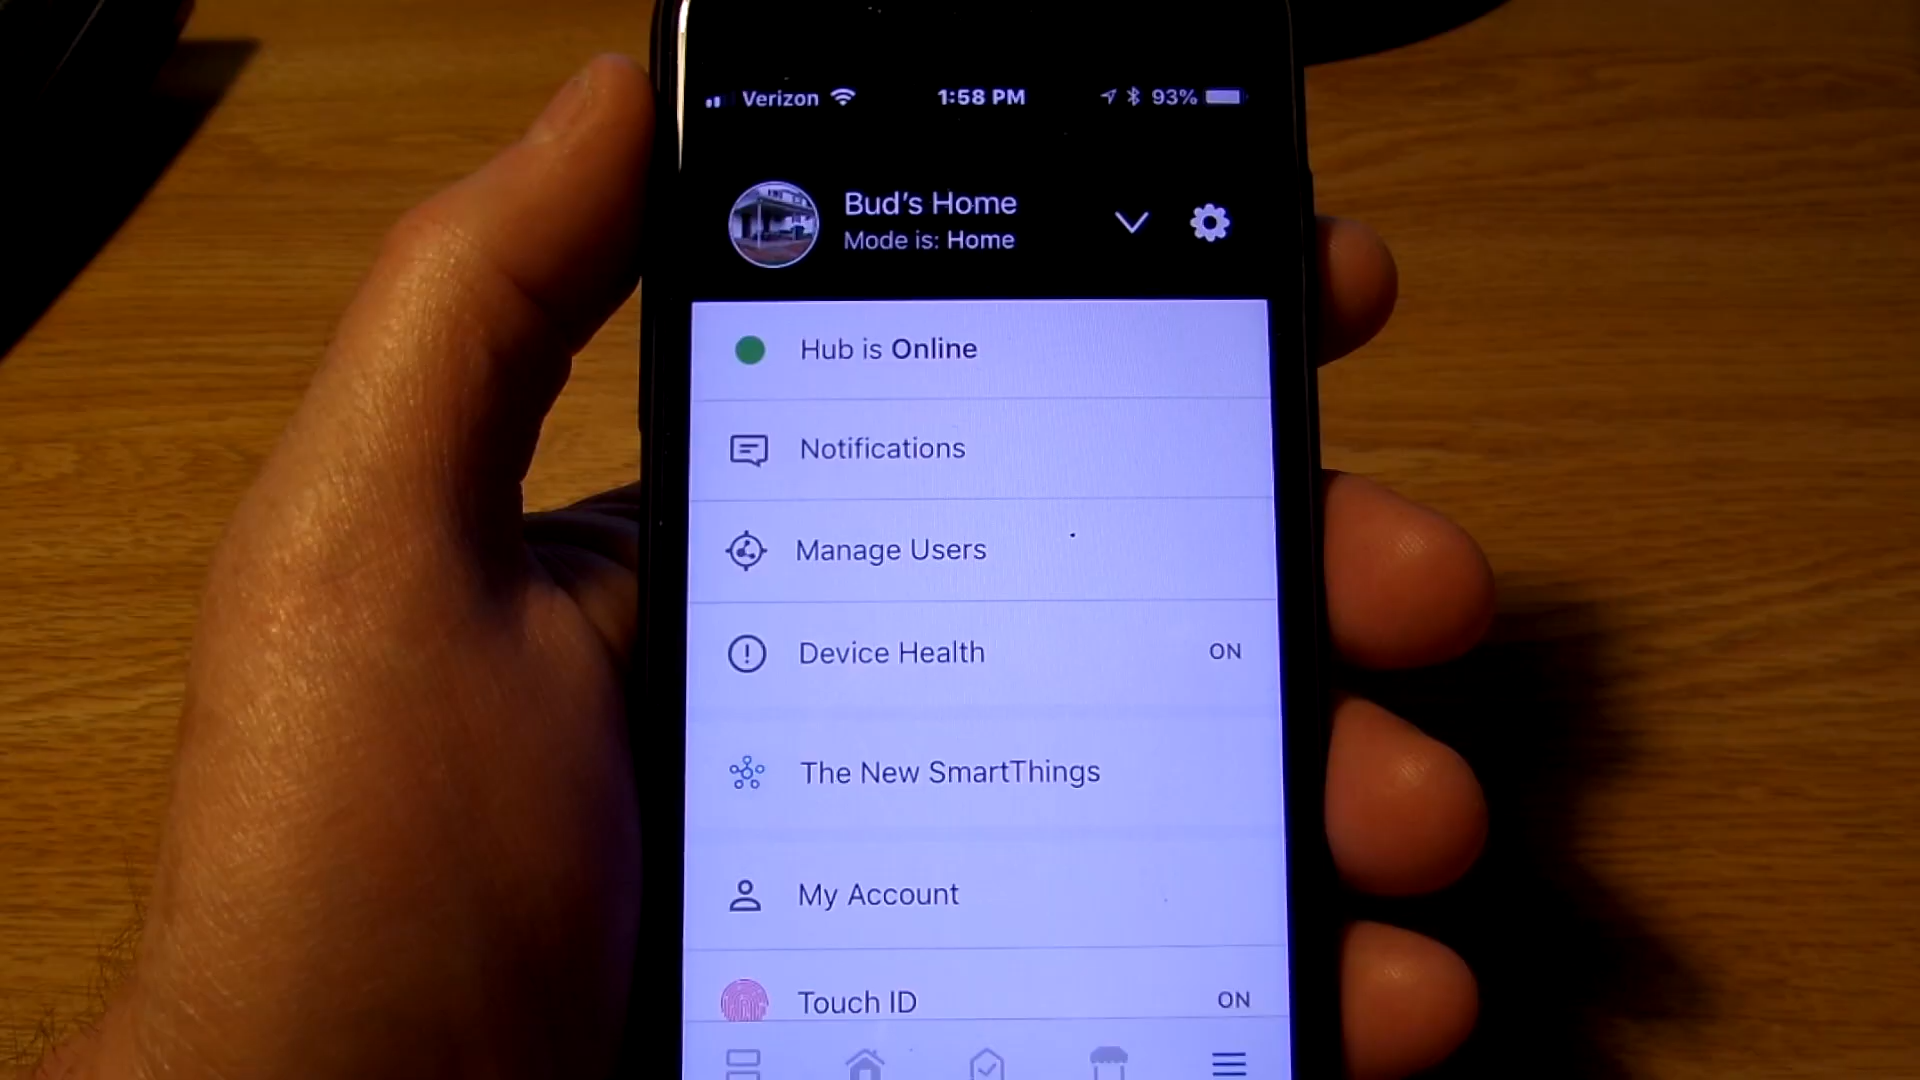 Verizon 1:58 PM 93%
Bud's Home
Mode is: Home
Hub is Online
Notifications
Manage Users
Device Health ON
The New SmartThings
My Account
Touch ID ON